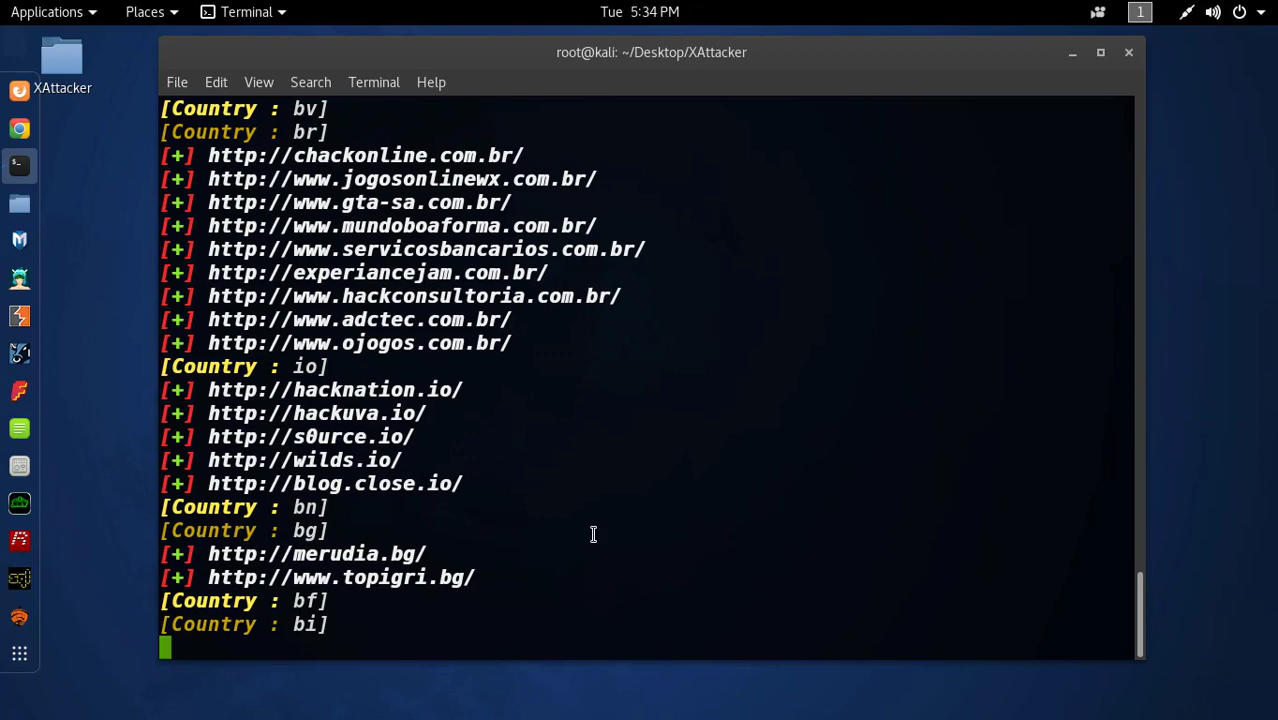 Applications Places Terminal Tue 5:34 PM 1
XAttacker
root@kali: ~/Desktop/XAttacker
File Edit View Search Terminal Help
[Country : bv]
[Country : br]
[+] http://chackonline.com.br/
[+] http://www.jogosonlinewx.com.br/
[+] http://www.gta-sa.com.br/
[+] http://www.mundoboaforma.com.br/
[+] http://www.servicosbancarios.com.br/
[+] http://experiancejam.com.br/
[+] http://www.hackconsultoria.com.br/
[+] http://www.adctec.com.br/
[+] http://www.ojogos.com.br/
[Country : io]
[+] http://hacknation.io/
[+] http://hackuva.io/
[+] http://s0urce.io/
[+] http://wilds.io/
[+] http://blog.close.io/
[Country : bn]
[Country : bg]
[+] http://merudia.bg/
[+] http://www.topigri.bg/
[Country : bf]
[Country : bi]